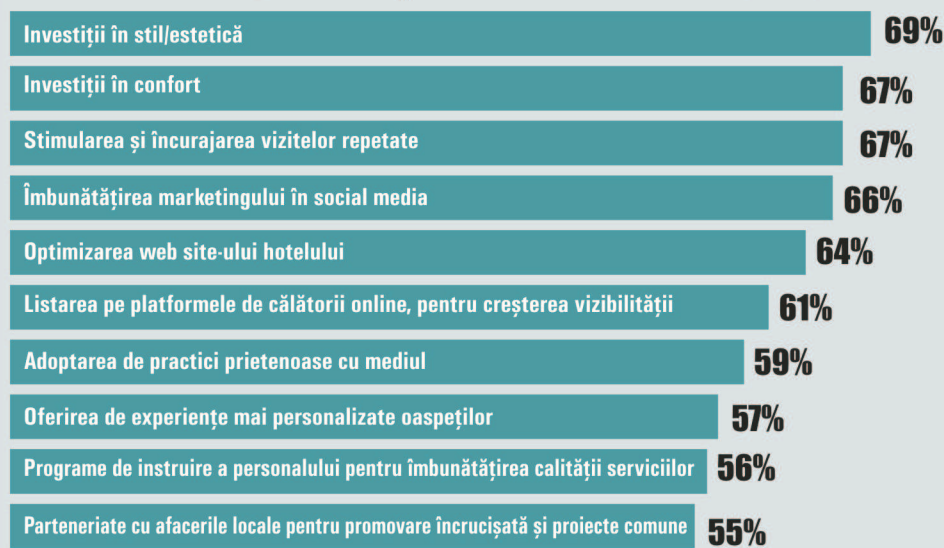 Investiții în stil/estetică 69%
Investiții în confort 67%
Stimularea și încurajarea vizitelor repetate 67%
Îmbunătățirea marketingului în social media 66%
Optimizarea web site-ului hotelului 64%
Listarea pe platformele de călătorii online, pentru creșterea vizibilității 61%
Adoptarea de practici prietenoase cu mediul 59%
Oferirea de experiențe mai personalizate oaspeților 57%
Programe de instruire a personalului pentru îmbunătățirea calității serviciilor 56%
Parteneriate cu afacerile locale pentru promovare încrucișată și proiecte comune 55%